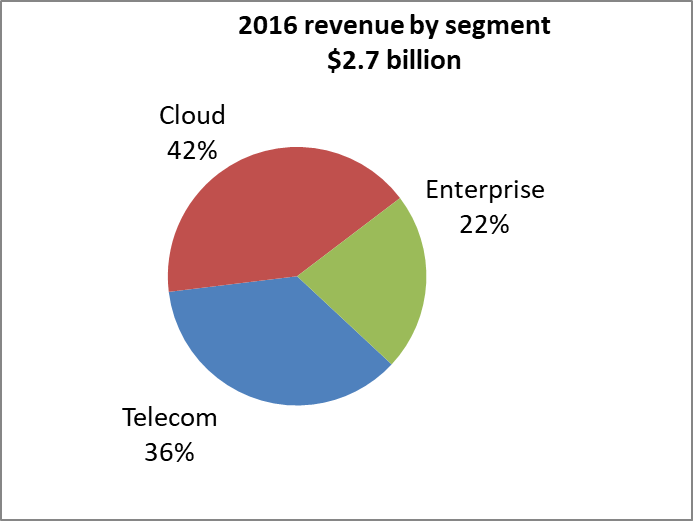 2016 revenue by segment
$2.7 billion
Cloud
42%
Enterprise
22%
Telecom
36%